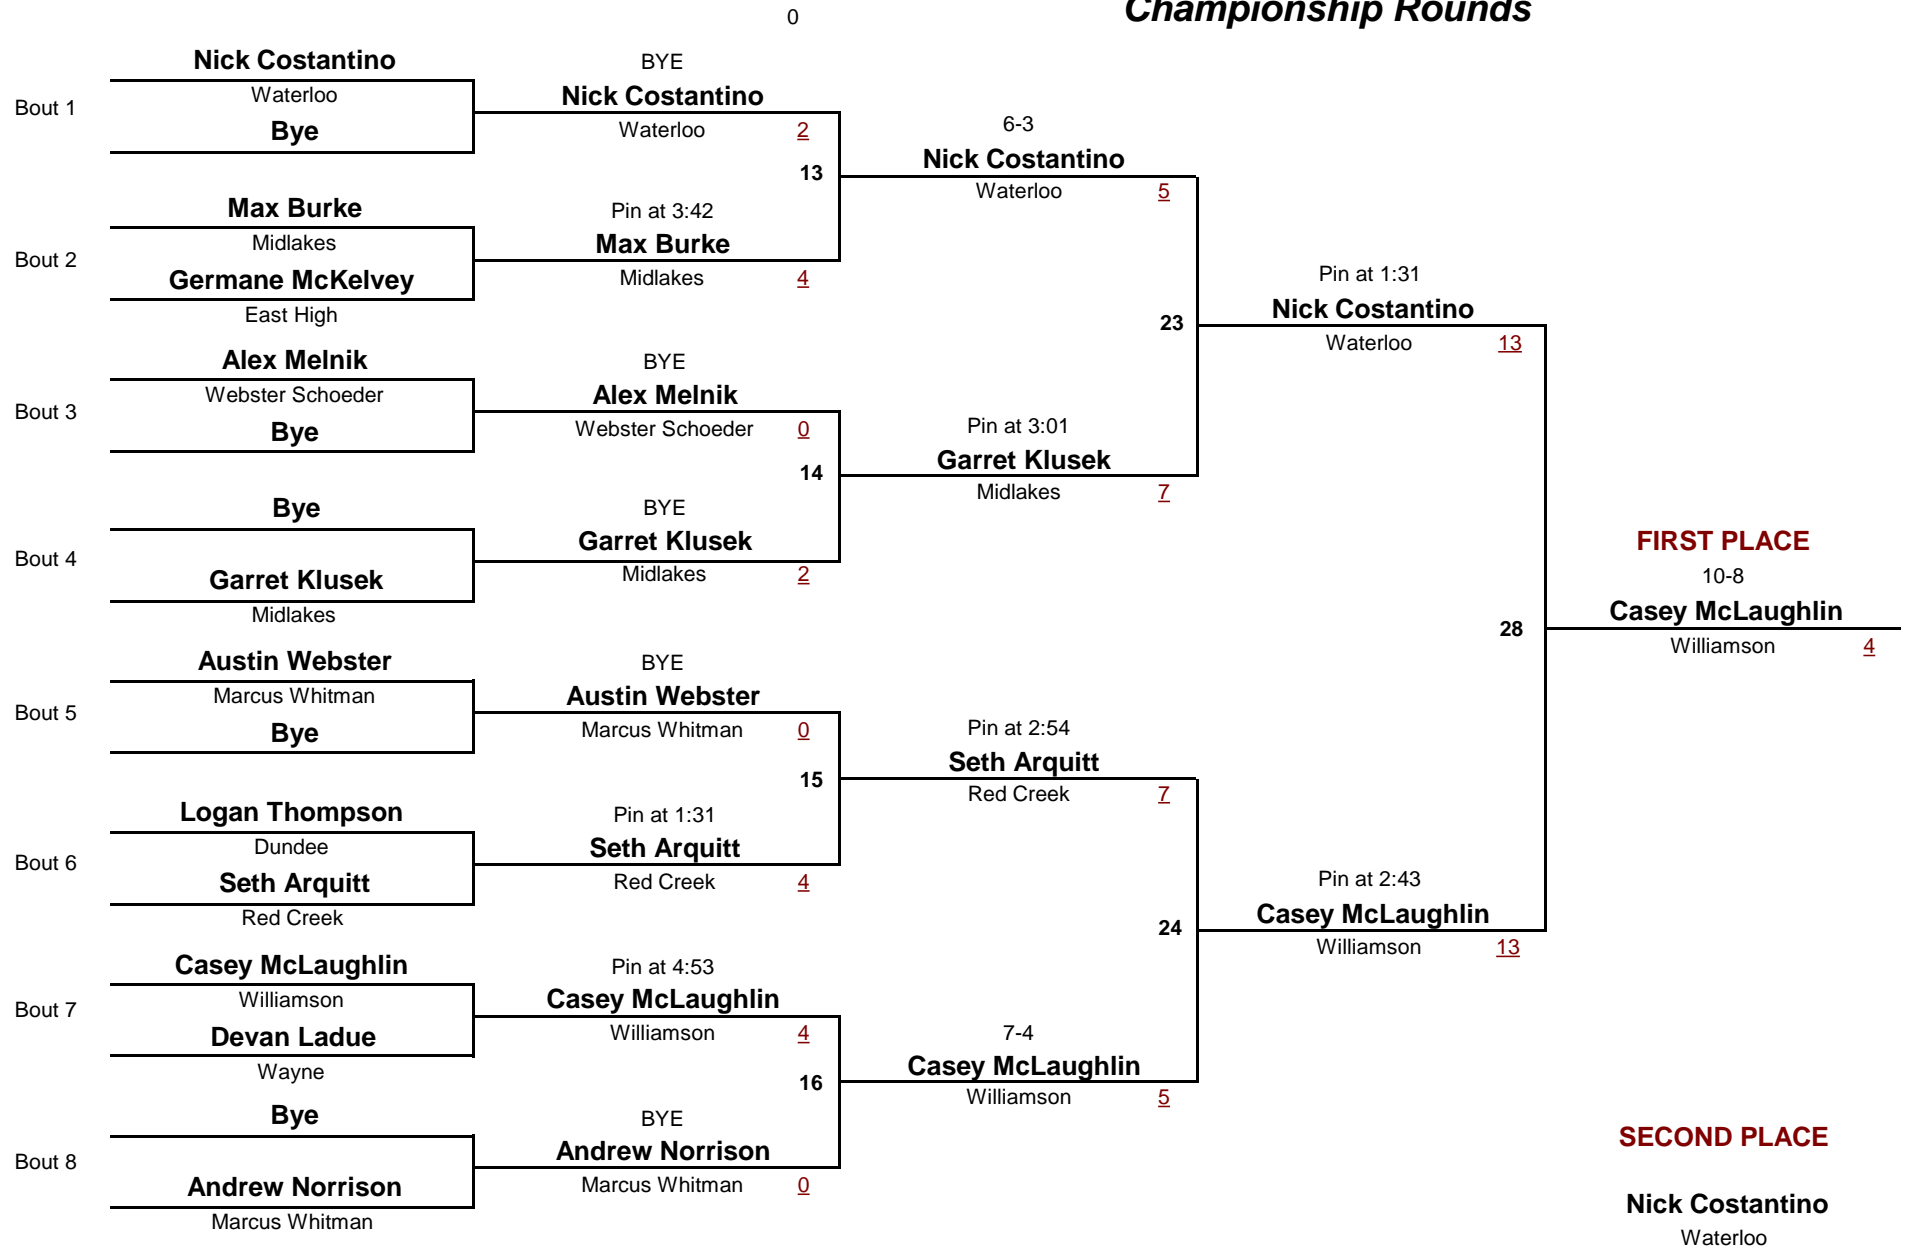 Championship Rounds
0
Nick Costantino
Waterloo
Bout 1
Bye
BYE
Nick Costantino
Waterloo 2
13
Max Burke
Midlakes
Bout 2
Germane McKelvey
East High
Pin at 3:42
Max Burke
Midlakes 4
6-3
Nick Costantino
Waterloo 5
23
Alex Melnik
Webster Schoeder
Bout 3
Bye
BYE
Alex Melnik
Webster Schoeder 0
14
Bye
Bout 4
Garret Klusek
Midlakes
BYE
Garret Klusek
Midlakes 2
Pin at 3:01
Garret Klusek
Midlakes 7
Pin at 1:31
Nick Costantino
Waterloo 13
28
Austin Webster
Marcus Whitman
Bout 5
Bye
BYE
Austin Webster
Marcus Whitman 0
15
Logan Thompson
Dundee
Bout 6
Seth Arquitt
Red Creek
Pin at 1:31
Seth Arquitt
Red Creek 4
Pin at 2:54
Seth Arquitt
Red Creek 7
24
Casey McLaughlin
Williamson
Bout 7
Devan Ladue
Wayne
Pin at 4:53
Casey McLaughlin
Williamson 4
16
Bye
Bout 8
Andrew Norrison
Marcus Whitman
BYE
Andrew Norrison
Marcus Whitman 0
7-4
Casey McLaughlin
Williamson 5
Pin at 2:43
Casey McLaughlin
Williamson 13
FIRST PLACE
10-8
Casey McLaughlin
Williamson 4
SECOND PLACE
Nick Costantino
Waterloo